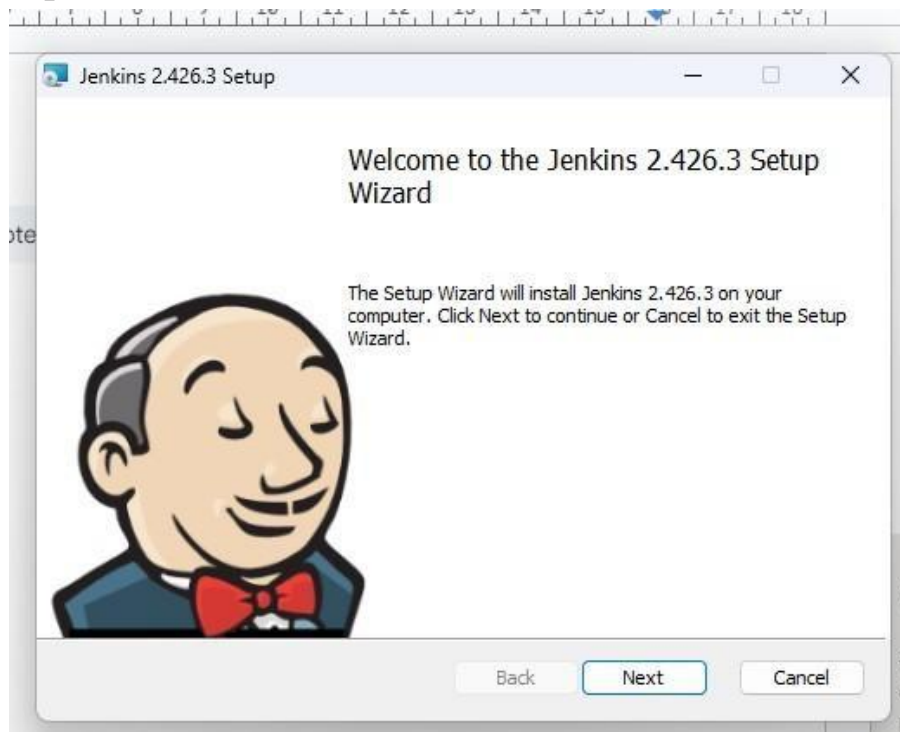 Jenkins 2.426.3 Setup
Welcome to the Jenkins 2.426.3 Setup
Wizard
The Setup Wizard will install Jenkins 2.426.3 on your
computer. Click Next to continue or Cancel to exit the Setup
Wizard.
Back Next Cancel